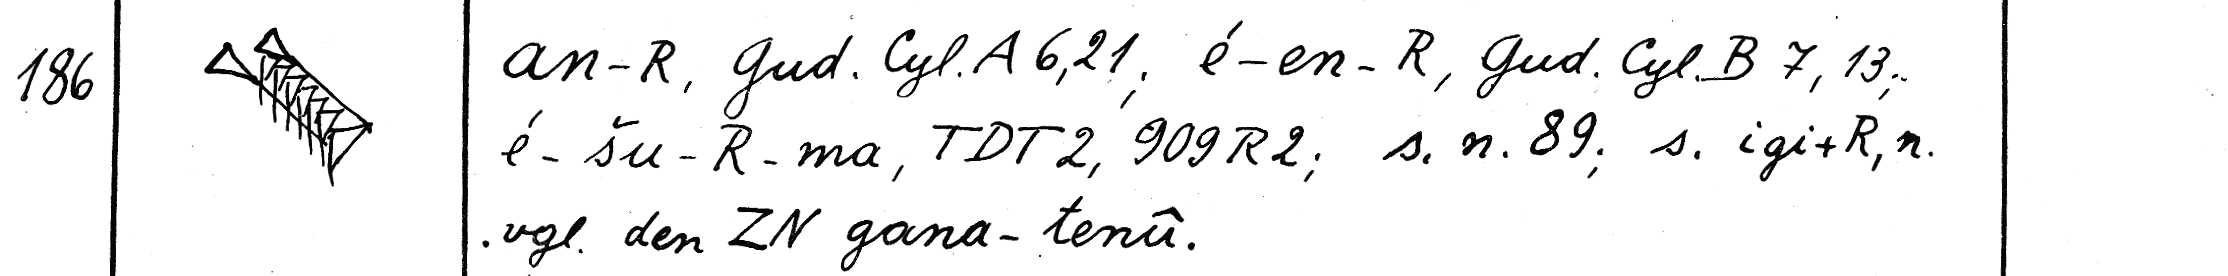 186 an-R, Gud. Cyl. A 6,21; é-en-R, Gud. Cyl. B 7,13;
é-šu-R-ma, TDT 2, 909 R 2; s. n. 89; s. igi+R, n.
vgl. den ZN gana-tenû.